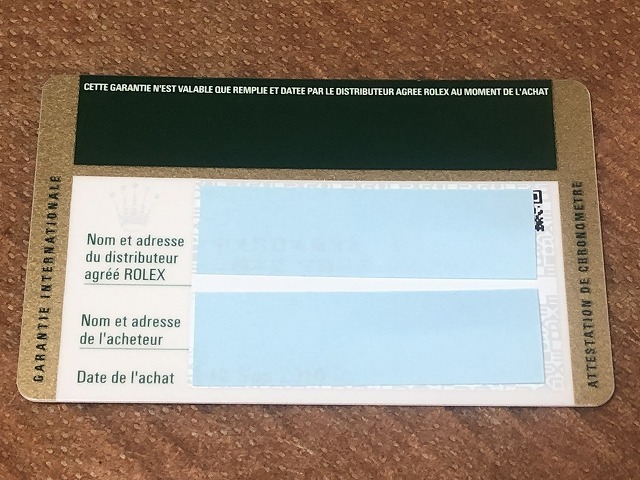 CETTE GARANTIE N'EST VALABLE QUE REMPLIE ET DATEE PAR LE DISTRIBUTEUR AGREE ROLEX AU MOMENT DE L'ACHAT
GARANTIE INTERNATIONALE
Nom et adresse
du distributeur
agréé ROLEX
Nom et adresse
de l'acheteur
Date de l'achat
ATTESTATION DE CHRONOMETRE